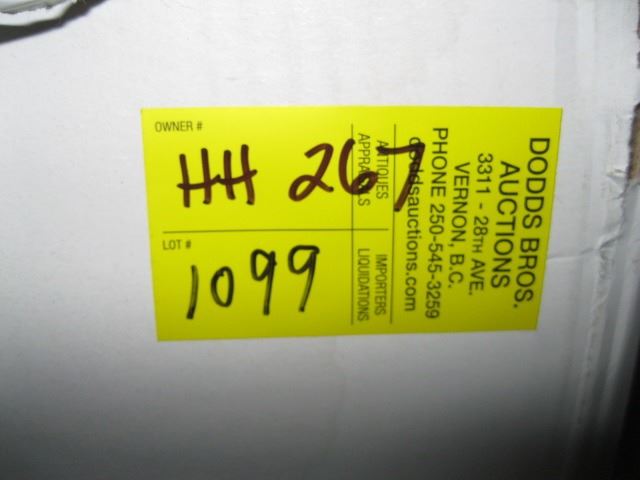 DODDS BROS.
AUCTIONS
3311 - 28TH AVE.
VERNON, B.C.
PHONE 250-545-3259
doddsauctions.com
ANTIQUES
APPRAISALS
IMPORTERS
LIQUIDATIONS
OWNER #
HH 267
LOT #
1099